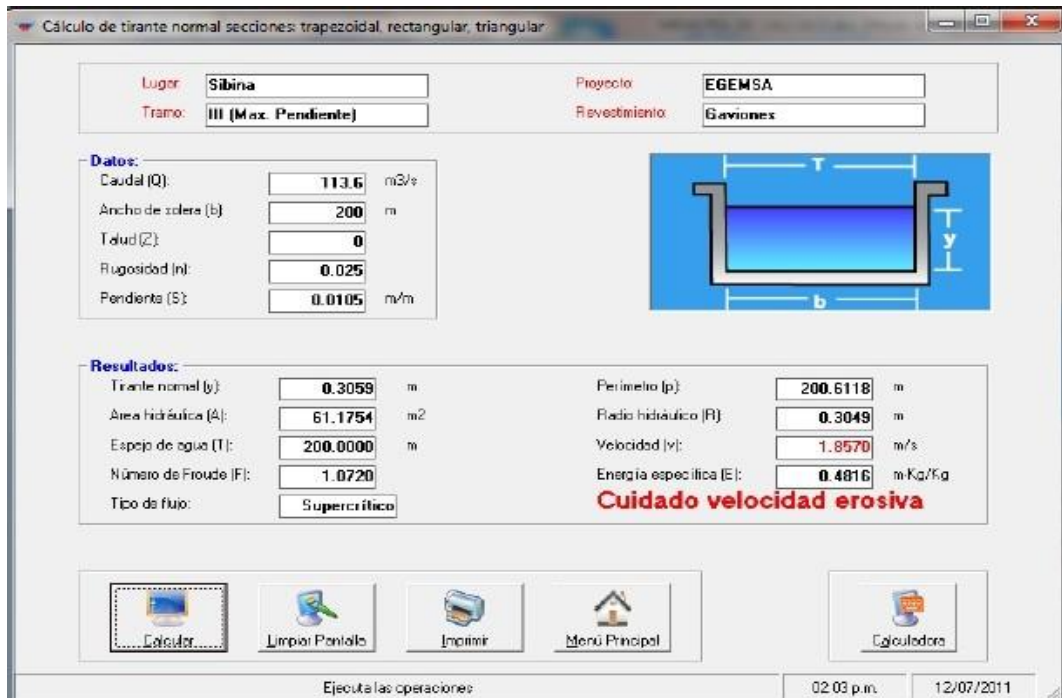 Cálculo de tirante normal secciones: trapezoidal, rectangular, triangular
Lugar: Sibina
Proyecto: EGEMSA
Tramo: III (Max. Pendiente)
Revestimiento: Gaviones
Datos:
Caudal (Q): 113.6 m3/s
Ancho de solera (b): 200 m
Talud (Z): 0
Rugosidad (n): 0.025
Pendiente (S): 0.0105 m/m
T
y
b
Resultados:
Tirante normal (y): 0.3059 m
Perímetro (p): 200.6118 m
Area hidráulica (A): 61.1754 m2
Radio hidráulico (R): 0.3049 m
Espejo de agua (T): 200.0000 m
Velocidad (v): 1.8570 m/s
Número de Froude (F): 1.0720
Energía específica (E): 0.4816 m-Kg/Kg
Tipo de flujo: Supercrítico
Cuidado velocidad erosiva
Calcular
Limpiar Pantalla
Imprimir
Menú Principal
Calculadora
Ejecuta las operaciones
02:03 p.m.
12/07/2011